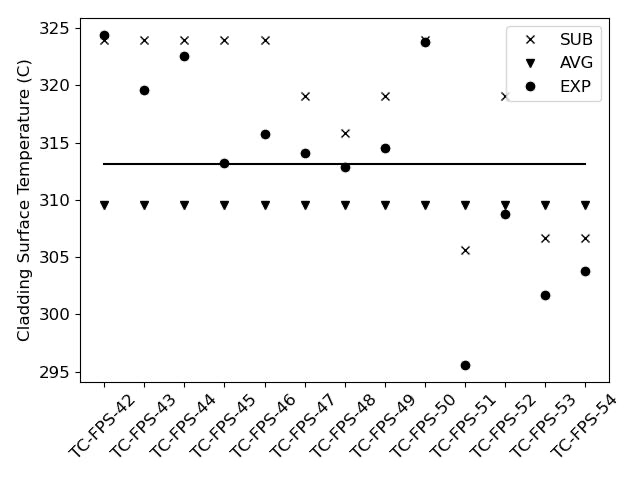 325
320
315
310
305
300
295
Cladding Surface Temperature (C)
SUB
AVG
EXP
TC-FPS-42
TC-FPS-43
TC-FPS-44
TC-FPS-45
TC-FPS-46
TC-FPS-47
TC-FPS-48
TC-FPS-49
TC-FPS-50
TC-FPS-51
TC-FPS-52
TC-FPS-53
TC-FPS-54